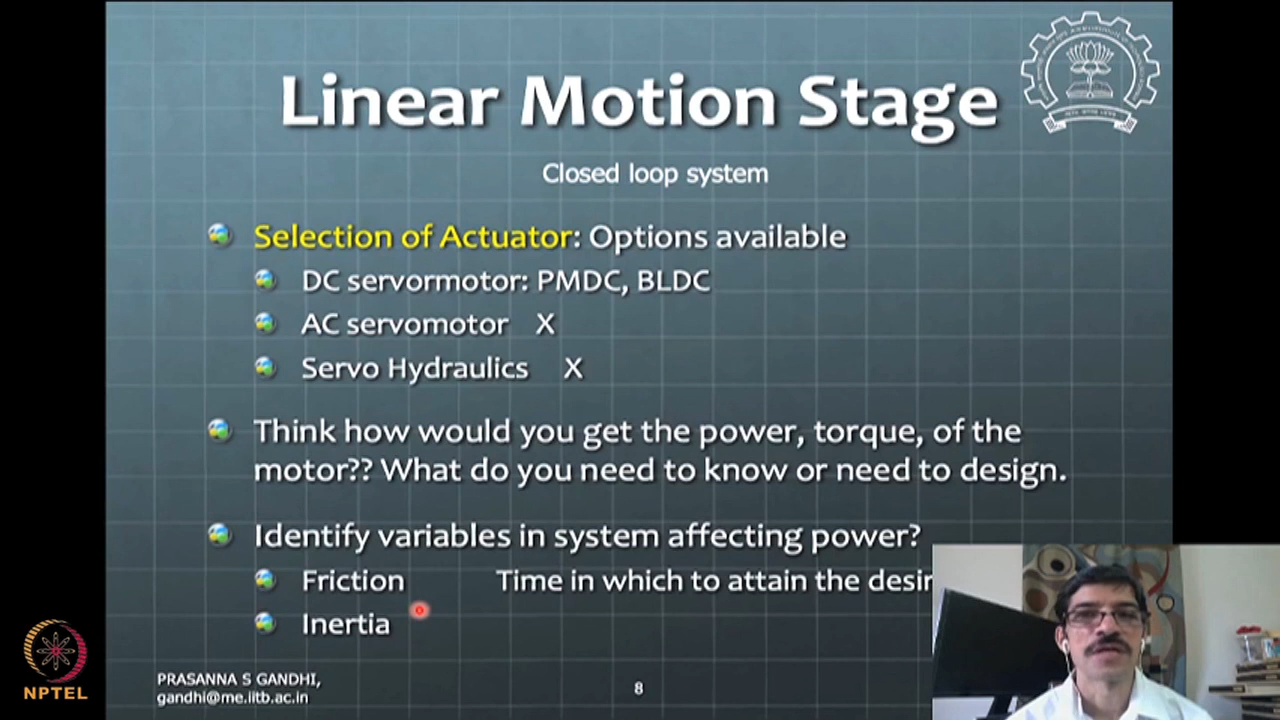 Linear Motion Stage
Closed loop system
Selection of Actuator: Options available
DC servormotor: PMDC, BLDC
AC servomotor X
Servo Hydraulics X
Think how would you get the power, torque, of the
motor?? What do you need to know or need to design.
Identify variables in system affecting power?
Friction Time in which to attain the
Inertia
PRASANNA S GANDHI,
gandhi@me.iitb.ac.in
8
NPTEL